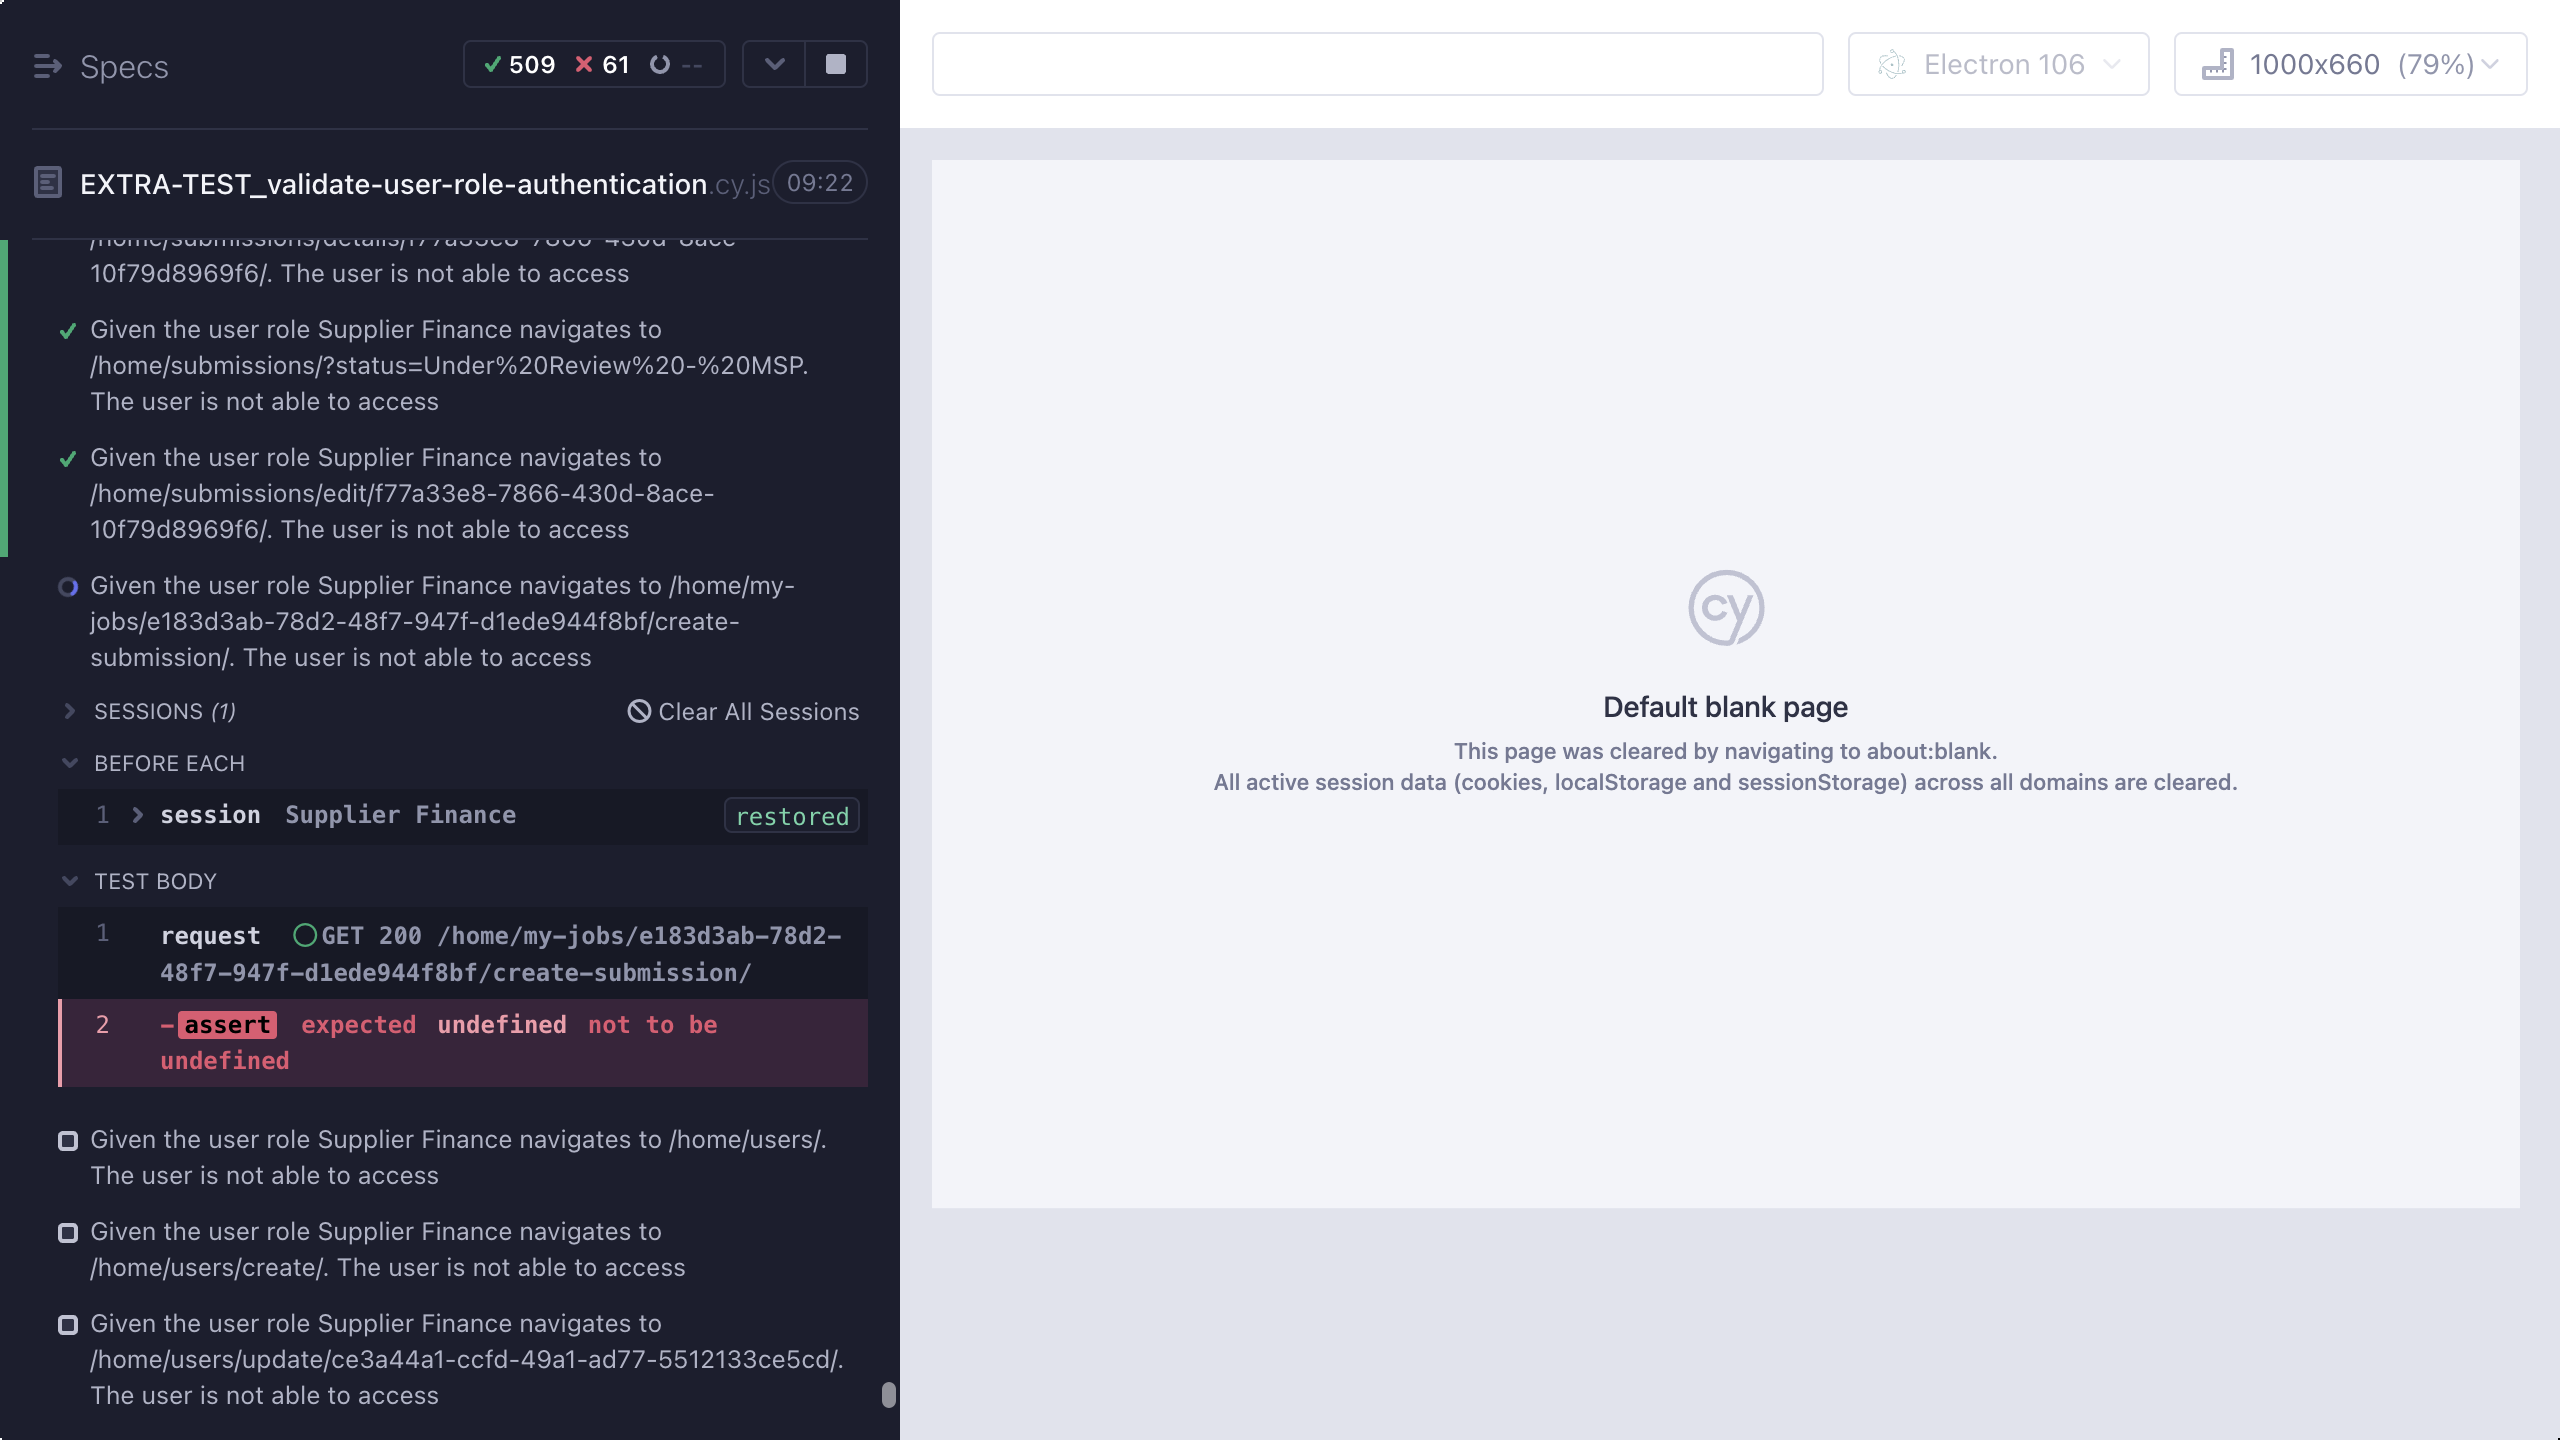 Specs
509 61 --
EXTRA-TEST_validate-user-role-authentication.cy.js 09:22
/home/submissions/details/f77a33e8-7866-430d-8ace-
10f79d8969f6/. The user is not able to access
Given the user role Supplier Finance navigates to
/home/submissions/?status=Under%20Review%20-%20MSP.
The user is not able to access
Given the user role Supplier Finance navigates to
/home/submissions/edit/f77a33e8-7866-430d-8ace-
10f79d8969f6/. The user is not able to access
Given the user role Supplier Finance navigates to /home/my-
jobs/e183d3ab-78d2-48f7-947f-d1ede944f8bf/create-
submission/. The user is not able to access
SESSIONS (1) Clear All Sessions
BEFORE EACH
1 session Supplier Finance restored
TEST BODY
1 request GET 200 /home/my-jobs/e183d3ab-78d2-
48f7-947f-d1ede944f8bf/create-submission/
2 -assert expected undefined not to be
undefined
Given the user role Supplier Finance navigates to /home/users/.
The user is not able to access
Given the user role Supplier Finance navigates to
/home/users/create/. The user is not able to access
Given the user role Supplier Finance navigates to
/home/users/update/ce3a44a1-ccfd-49a1-ad77-5512133ce5cd/.
The user is not able to access
Electron 106
1000x660 (79%)
cy
Default blank page
This page was cleared by navigating to about:blank.
All active session data (cookies, localStorage and sessionStorage) across all domains are cleared.